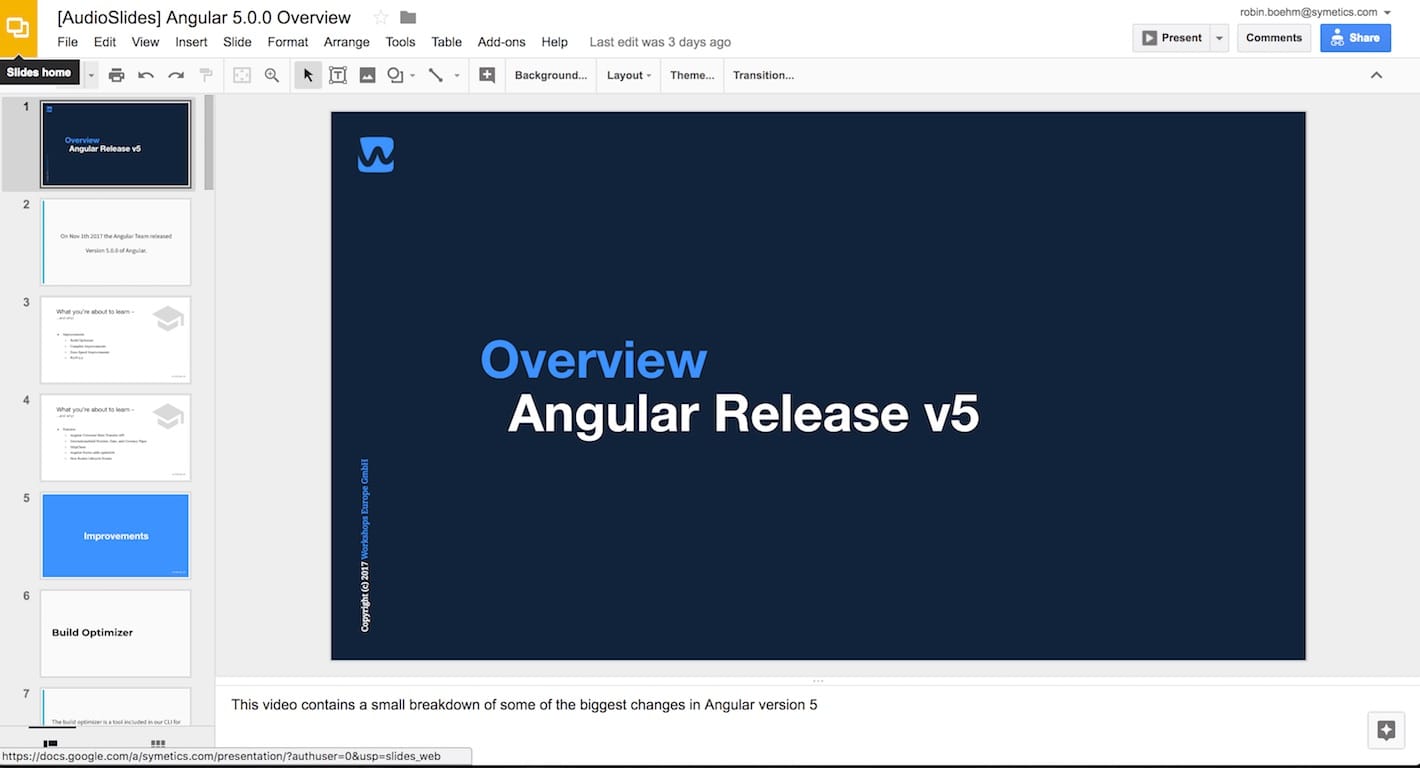 [AudioSlides] Angular 5.0.0 Overview
robin.boehm@symetics.com
File Edit View Insert Slide Format Arrange Tools Table Add-ons Help Last edit was 3 days ago
Present Comments Share
Slides home
Background... Layout Theme... Transition...
1
Overview
Angular Release v5
2
On Nov 1th 2017 the Angular Team released
Version 5.0.0 of Angular.
3
What you're about to learn –
Improvements
Build Optimizer
Compiler Improvements
4
What you're about to learn –
Features
5
Improvements
6
Build Optimizer
7
The build optimizer is a tool included in our CLI for
Overview
Angular Release v5
Copyright (c) 2017 Workshops Europe GmbH
This video contains a small breakdown of some of the biggest changes in Angular version 5
https://docs.google.com/a/symetics.com/presentation/?authuser=0&usp=slides_web